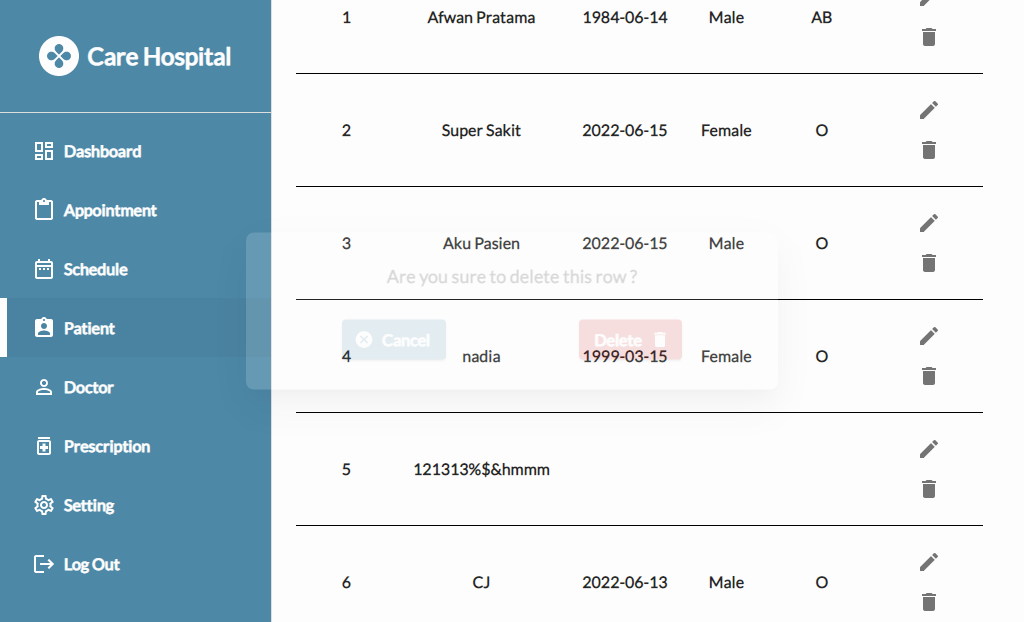 Care Hospital
Dashboard
Appointment
Schedule
Patient
Doctor
Prescription
Setting
Log Out
1 Afwan Pratama 1984-06-14 Male AB
2 Super Sakit 2022-06-15 Female O
3 Aku Pasien 2022-06-15 Male O
Are you sure to delete this row ?
Cancel Delete
4 nadia 1999-03-15 Female O
5 121313%$&hmmm
6 CJ 2022-06-13 Male O